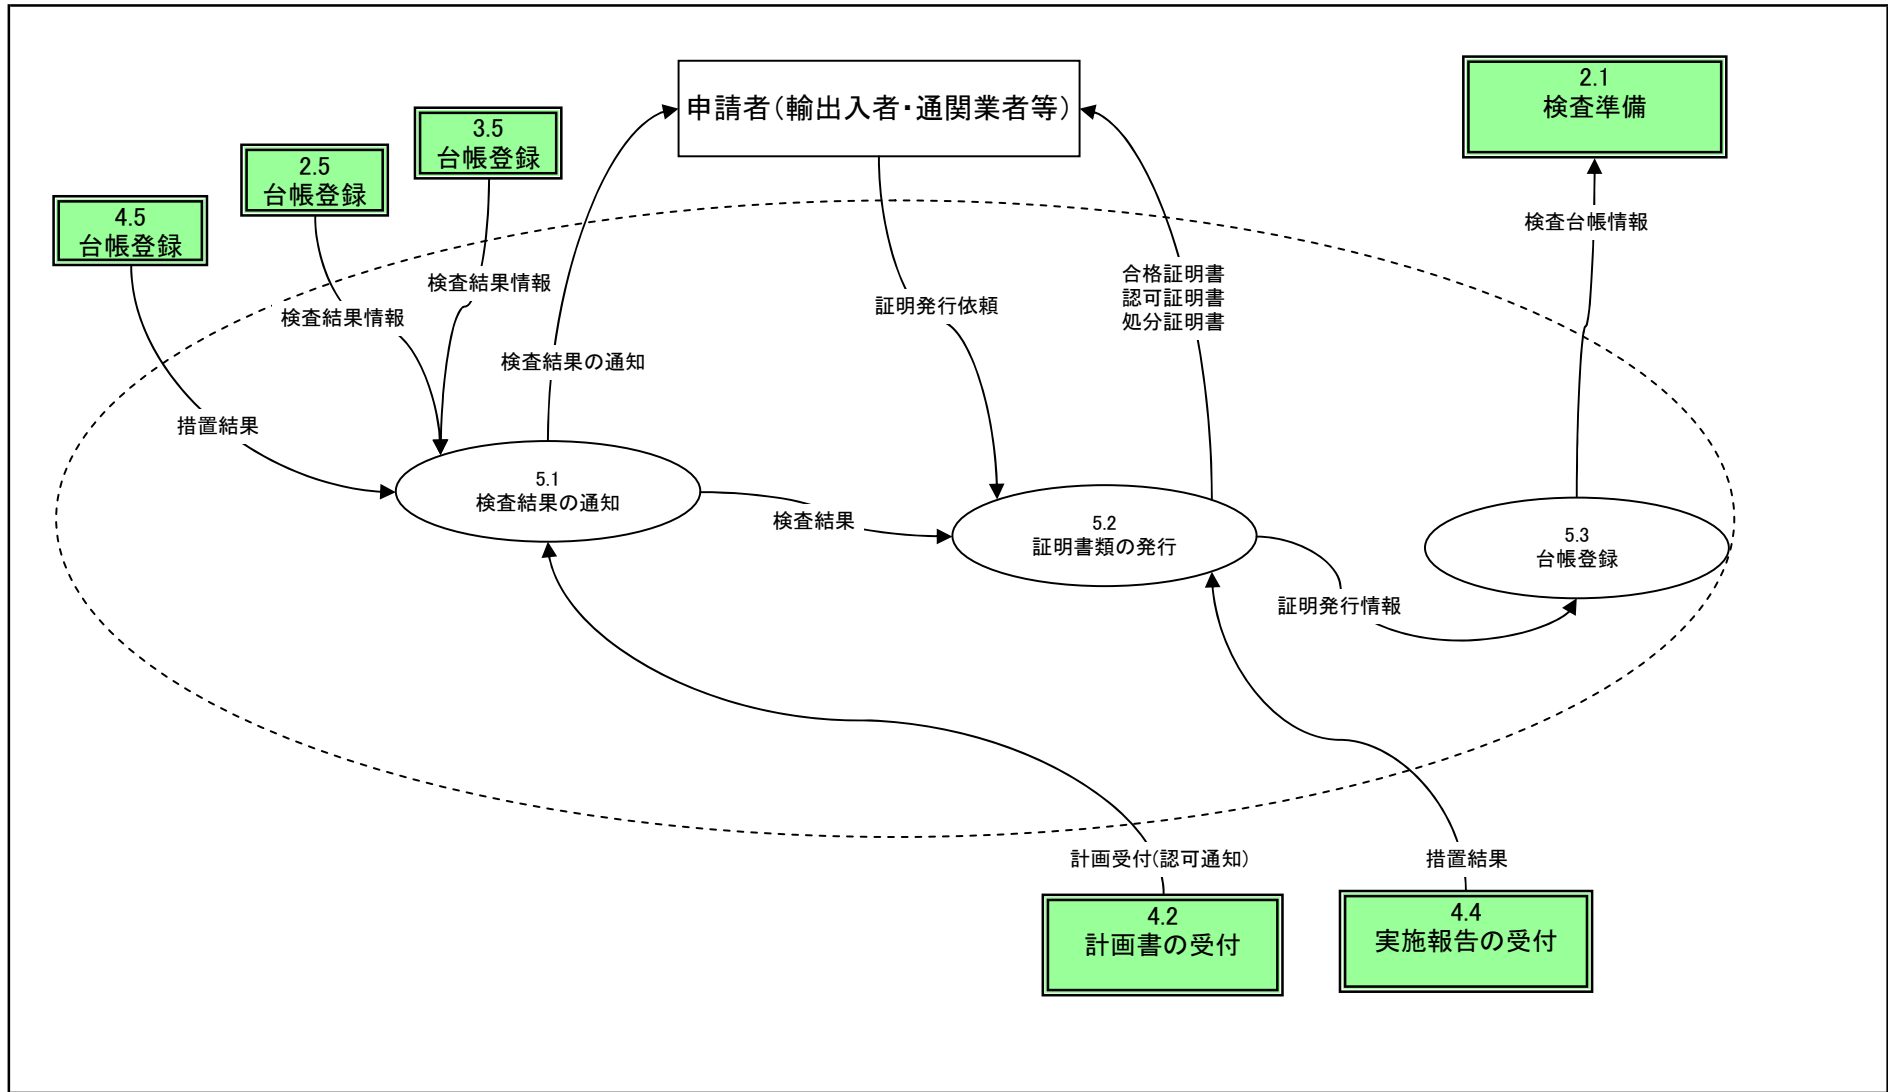 2.1
検査準備
申請者（輸出入者・通関業者等）
3.5
台帳登録
2.5
台帳登録
4.5
台帳登録
検査台帳情報
検査結果情報
検査結果情報
証明発行依頼
合格証明書
認可証明書
処分証明書
検査結果の通知
措置結果
5.1
検査結果の通知
検査結果
5.2
証明書類の発行
5.3
台帳登録
証明発行情報
計画受付(認可通知)
措置結果
4.2
計画書の受付
4.4
実施報告の受付